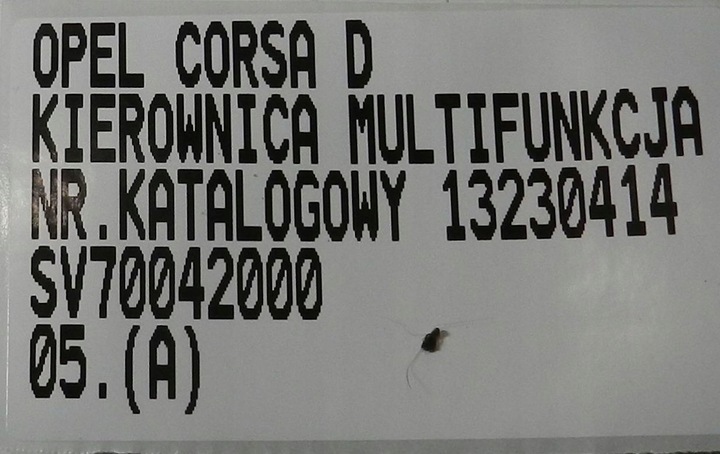 OPEL CORSA D
KIEROWNICA MULTIFUNKCJA
NR.KATALOGOWY 13230414
SV70042000
05.(A)